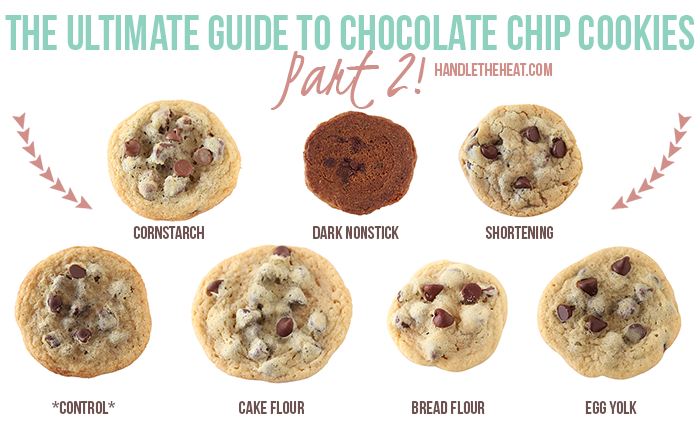 THE ULTIMATE GUIDE TO CHOCOLATE CHIP COOKIES
Part 2! HANDLETHEHEAT.COM
CORNSTARCH DARK NONSTICK SHORTENING
*CONTROL* CAKE FLOUR BREAD FLOUR EGG YOLK